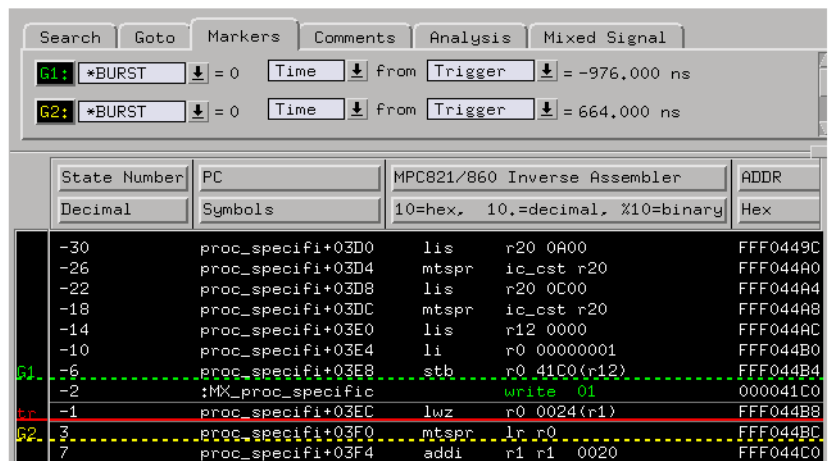 Search Goto Markers Comments Analysis Mixed Signal
G1: *BURST = 0 Time from Trigger = -976.000 ns
G2: *BURST = 0 Time from Trigger = 664.000 ns
State Number PC MPC821/860 Inverse Assembler ADDR
Decimal Symbols 10=hex, 10.=decimal, %10=binary Hex
-30 proc_specifi+03D0 lis r20 0A00 FFF0449C
-26 proc_specifi+03D4 mtspr ic_cst r20 FFF044A0
-22 proc_specifi+03D8 lis r20 0C00 FFF044A4
-18 proc_specifi+03DC mtspr ic_cst r20 FFF044A8
-14 proc_specifi+03E0 lis r12 0000 FFF044AC
-10 proc_specifi+03E4 li r0 00000001 FFF044B0
G1 -6 proc_specifi+03E8 stb r0 41C0(r12) FFF044B4
-2 :MX_proc_specific write 01 000041C0
tr -1 proc_specifi+03EC lwz r0 0024(r1) FFF044B8
G2 3 proc_specifi+03F0 mtspr lr r0 FFF044BC
7 proc_specifi+03F4 addi r1 r1 0020 FFF044C0